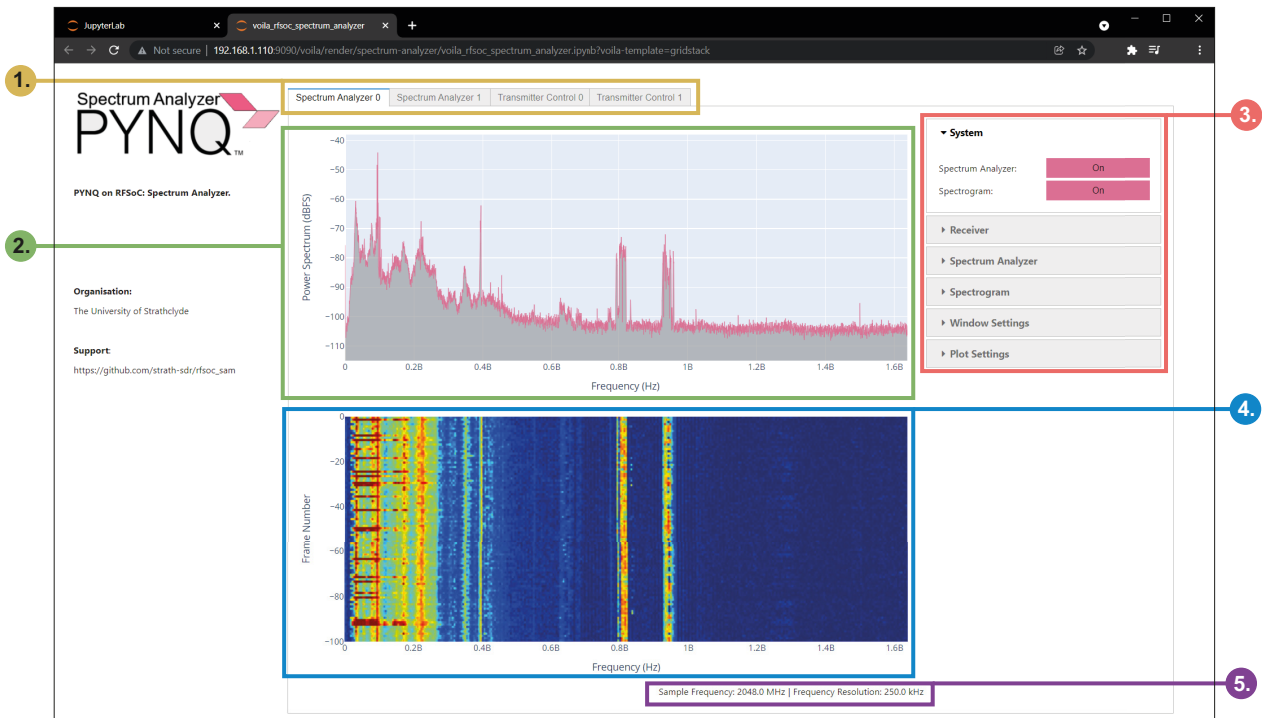 JupyterLab
voila_rfsoc_spectrum_analyzer
Not secure | 192.168.1.110:9090/voila/render/spectrum-analyzer/voila_rfsoc_spectrum_analyzer.ipynb?voila-template=gridstack
1.
Spectrum Analyzer
PYNQ
TM
PYNQ on RFSoC: Spectrum Analyzer.
Organisation:
The University of Strathclyde
Support:
https://github.com/strath-sdr/rfsoc_sam
Spectrum Analyzer 0 Spectrum Analyzer 1 Transmitter Control 0 Transmitter Control 1
2.
Power Spectrum (dBFS)
−40
−50
−60
−70
−80
−90
−100
−110
0 0.2B 0.4B 0.6B 0.8B 1B 1.2B 1.4B 1.6B
Frequency (Hz)
3.
System
Spectrum Analyzer: On
Spectrogram: On
Receiver
Spectrum Analyzer
Spectrogram
Window Settings
Plot Settings
4.
Frame Number
0
−20
−40
−60
−80
−100
0 0.2B 0.4B 0.6B 0.8B 1B 1.2B 1.4B 1.6B
Frequency (Hz)
5.
Sample Frequency: 2048.0 MHz | Frequency Resolution: 250.0 kHz